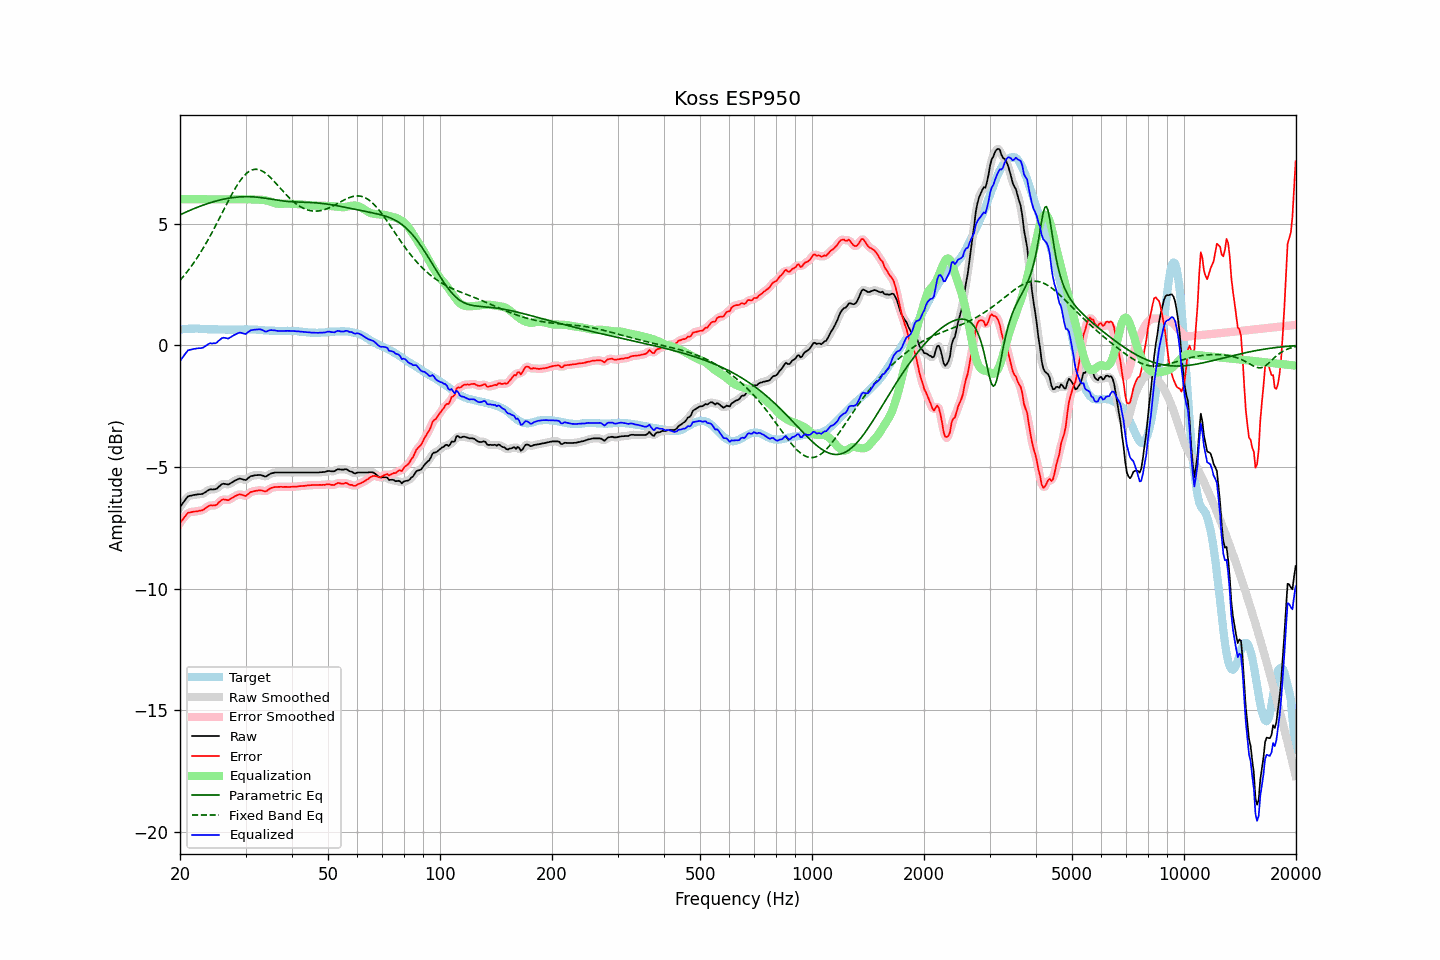 Koss ESP950
Amplitude (dBr)
5
0
−5
−10
−15
−20
Target
Raw Smoothed
Error Smoothed
Raw
Error
Equalization
Parametric Eq
Fixed Band Eq
Equalized
20 50 100 200 500 1000 2000 5000 10000 20000
Frequency (Hz)